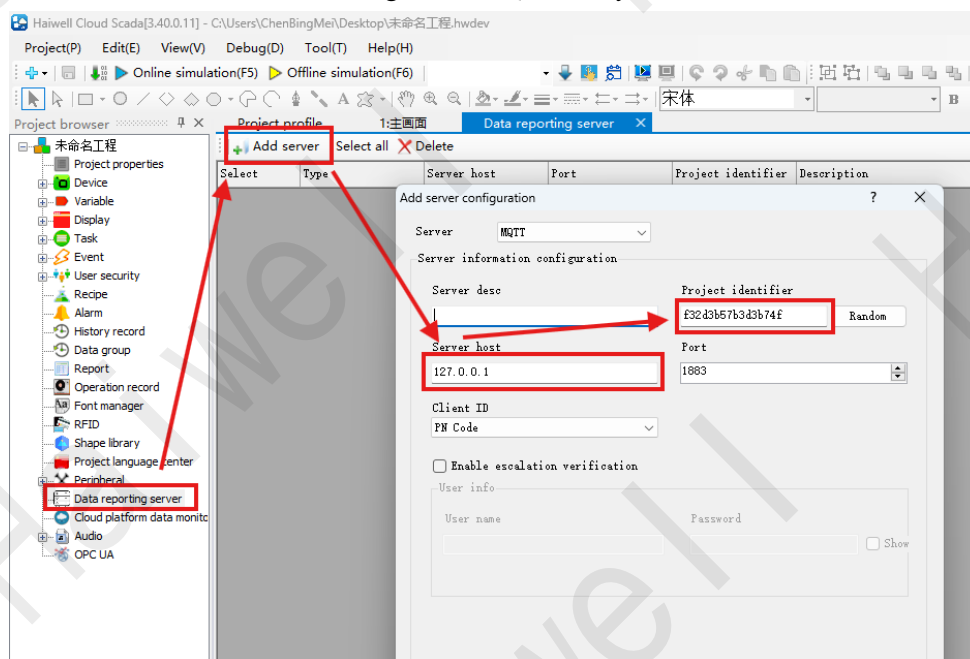 Haiwell Cloud Scada[3.40.0.11] - C:\Users\ChenBingMei\Desktop\未命名工程.hwdev
Project(P) Edit(E) View(V) Debug(D) Tool(T) Help(H)
Online simulation(F5) Offline simulation(F6)
A 宋体 B
Project browser Project profile 1:主画面 Data reporting server
未命名工程 Add server Select all Delete
Project properties
Select Type Server host Port Project identifier Description
Device
Variable
Display
Task
Event
User security
Recipe
Alarm
History record
Data group
Report
Operation record
Font manager
RFID
Shape library
Project language center
Peripheral
Data reporting server
Cloud platform data monito
Audio
OPC UA
Add server configuration ?
Server MQTT
Server information configuration
Server desc Project identifier
f32d3b57b3d3b74f Random
Server host Port
127.0.0.1 1883
Client ID
PN Code
Enable escalation verification
User info
User name Password
Show
Haiwell